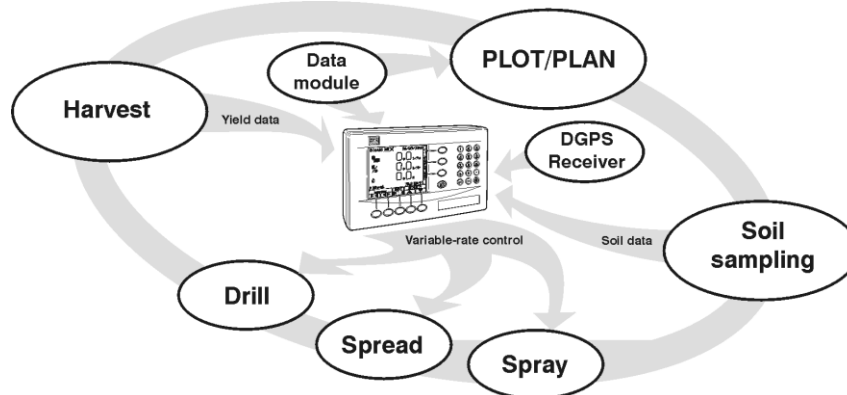 Data
module
PLOT/PLAN
Harvest
Yield data
DGPS
Receiver
Variable-rate control
Soil data
Soil
sampling
Drill
Spread
Spray